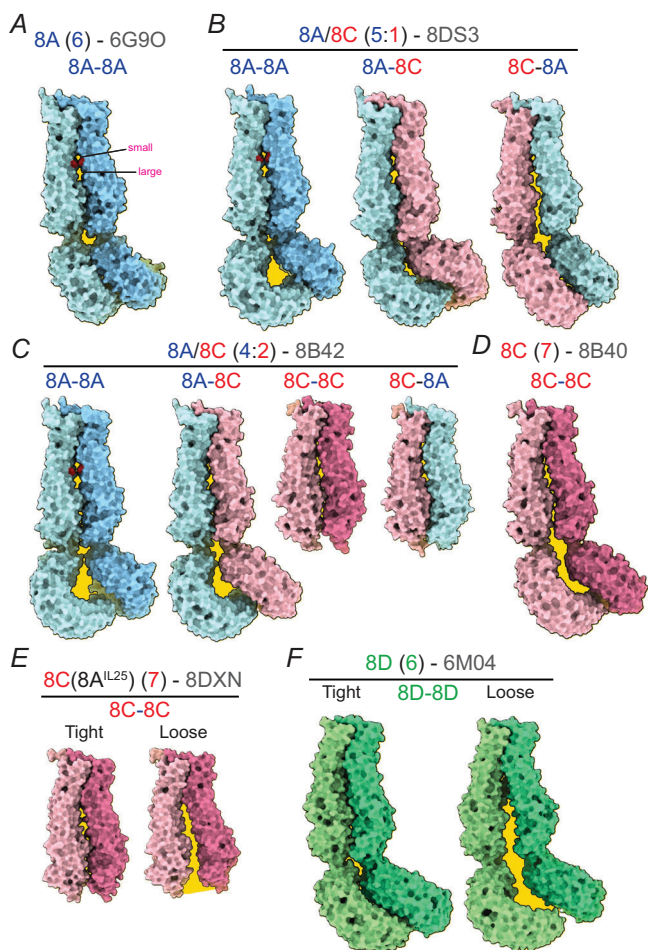 A
8A (6) - 6G9O
8A-8A
small
large
B
8A/8C (5:1) - 8DS3
8A-8A 8A-8C 8C-8A
C
8A/8C (4:2) - 8B42
8A-8A 8A-8C 8C-8C 8C-8A
D
8C (7) - 8B40
8C-8C
E
8C(8A^IL25) (7) - 8DXN
8C-8C
Tight Loose
F
8D (6) - 6M04
Tight 8D-8D Loose